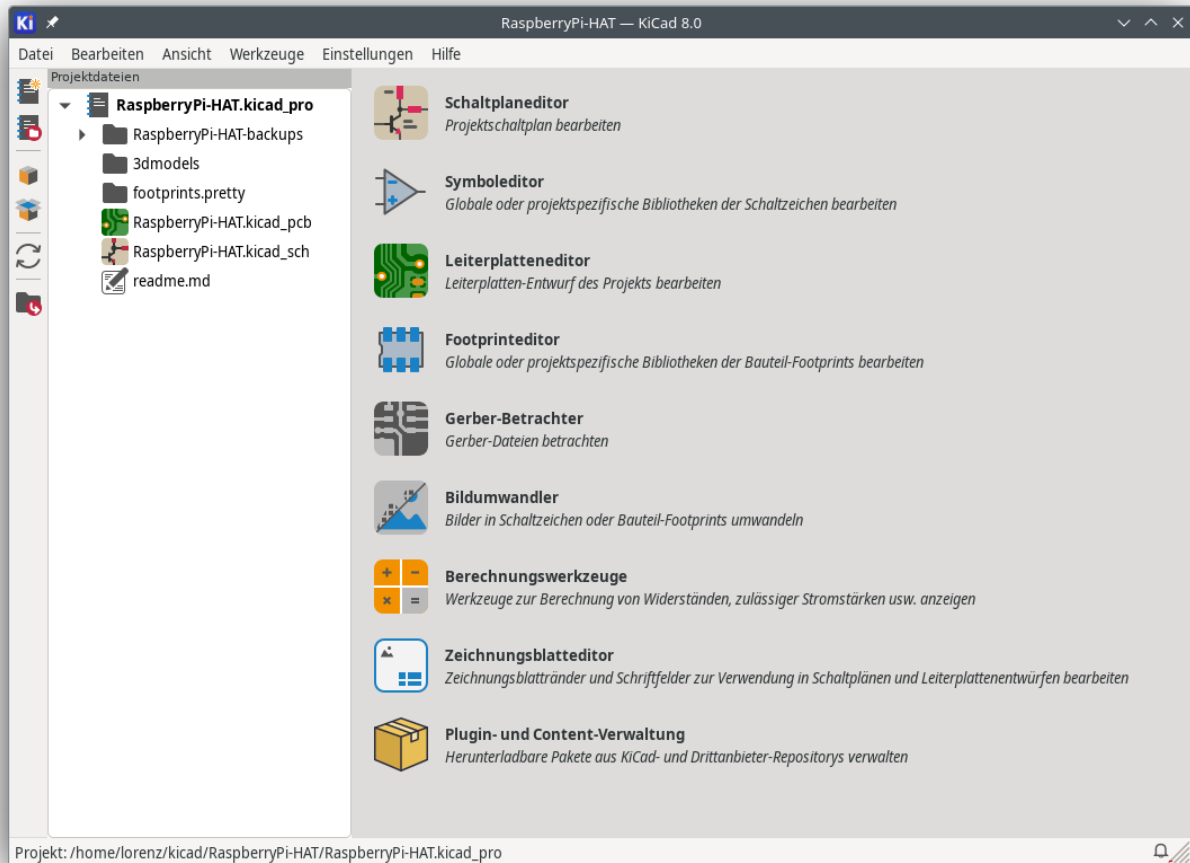 Ki
RaspberryPi-HAT — KiCad 8.0
Datei Bearbeiten Ansicht Werkzeuge Einstellungen Hilfe
Projektdateien
RaspberryPi-HAT.kicad_pro
RaspberryPi-HAT-backups
3dmodels
footprints.pretty
RaspberryPi-HAT.kicad_pcb
RaspberryPi-HAT.kicad_sch
readme.md
Schaltplaneditor
Projektschaltplan bearbeiten
Symboleditor
Globale oder projektspezifische Bibliotheken der Schaltzeichen bearbeiten
Leiterplatteneditor
Leiterplatten-Entwurf des Projekts bearbeiten
Footprinteditor
Globale oder projektspezifische Bibliotheken der Bauteil-Footprints bearbeiten
Gerber-Betrachter
Gerber-Dateien betrachten
Bildumwandler
Bilder in Schaltzeichen oder Bauteil-Footprints umwandeln
Berechnungswerkzeuge
Werkzeuge zur Berechnung von Widerständen, zulässiger Stromstärken usw. anzeigen
Zeichnungsblatteditor
Zeichnungsblattränder und Schriftfelder zur Verwendung in Schaltplänen und Leiterplattenentwürfen bearbeiten
Plugin- und Content-Verwaltung
Herunterladbare Pakete aus KiCad- und Drittanbieter-Repositorys verwalten
Projekt: /home/lorenz/kicad/RaspberryPi-HAT/RaspberryPi-HAT.kicad_pro